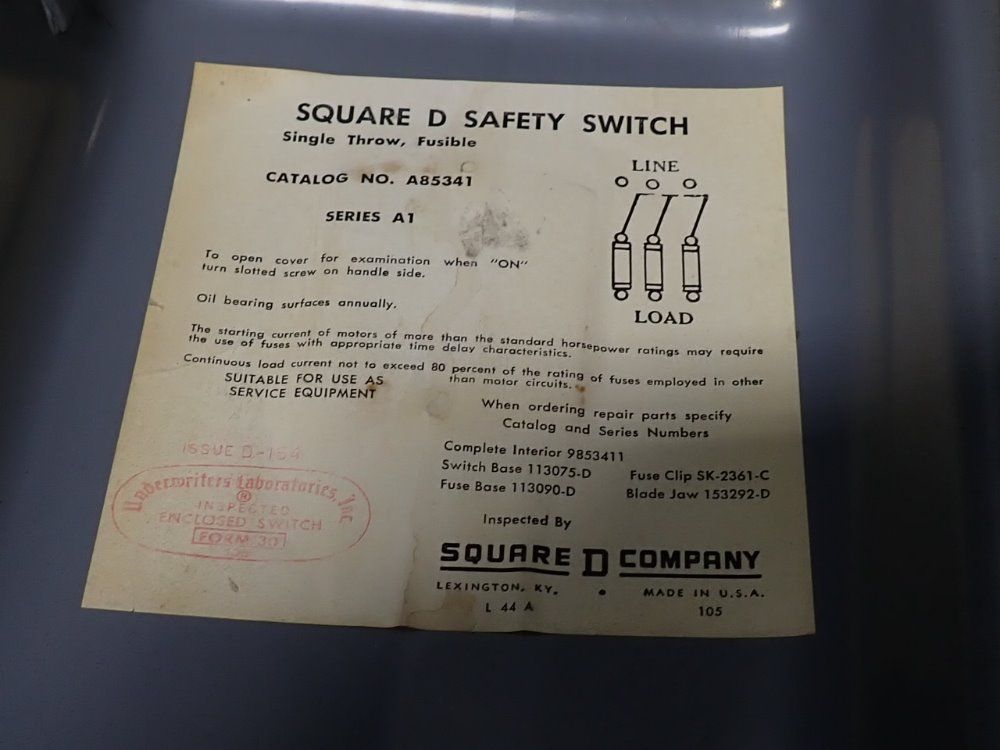 SQUARE D SAFETY SWITCH
Single Throw, Fusible
CATALOG NO. A85341
SERIES A1
LINE
LOAD
To open cover for examination when "ON"
turn slotted screw on handle side.
Oil bearing surfaces annually.
The starting current of motors of more than the standard horsepower ratings may require
the use of fuses with appropriate time delay characteristics.
Continuous load current not to exceed 80 percent of the rating of fuses employed in other
than motor circuits.
SUITABLE FOR USE AS
SERVICE EQUIPMENT
When ordering repair parts specify
Catalog and Series Numbers
Complete Interior 9853411
Switch Base 113075-D
Fuse Base 113090-D
Fuse Clip SK-2361-C
Blade Jaw 153292-D
ISSUE D-154
Underwriters Laboratories, Inc
®
INSPECTED
ENCLOSED SWITCH
FORM 30
Inspected By
SQUARE D COMPANY
LEXINGTON, KY. • MADE IN U.S.A.
L 44 A
105